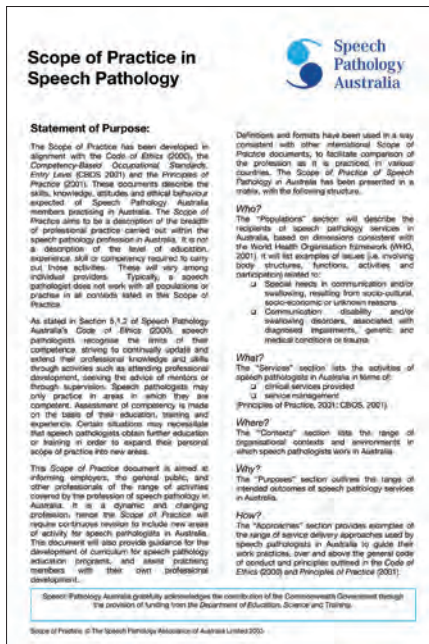 Scope of Practice in
Speech Pathology
Speech
Pathology
Australia
Statement of Purpose:
The Scope of Practice has been developed in
alignment with the Code of Ethics (2000), the
Competency-Based Occupational Standards,
Entry Level (CBOS 2001) and the Principles of
Practice (2001). These documents describe the
skills, knowledge, attitudes and ethical behaviour
expected of Speech Pathology Australia
members practising in Australia. The Scope of
Practice aims to be a description of the breadth
of professional practice carried out within the
speech pathology profession in Australia. It is not
a description of the level of education,
experience, skill or competency required to carry
out those activities. These will vary among
individual providers. Typically, a speech
pathologist does not work with all populations or
practise in all contexts listed in this Scope of
Practice.
As stated in Section 5.1.2 of Speech Pathology
Australia's Code of Ethics (2000), speech
pathologists recognise the limits of their
competence, striving to continually update and
extend their professional knowledge and skills
through activities such as attending professional
development, seeking the advice of mentors or
through supervision. Speech pathologists may
only practice in areas in which they are
competent. Assessment of competency is made
on the basis of their education, training and
experience. Certain situations may necessitate
that speech pathologists obtain further education
or training in order to expand their personal
scope of practice into new areas.
This Scope of Practice document is aimed at
informing employers, the general public, and
other professionals of the range of activities
covered by the profession of speech pathology in
Australia. It is a dynamic and changing
profession, hence the Scope of Practice will
require continuous revision to include new areas
of activity for speech pathologists in Australia.
This document will also provide guidance for the
development of curriculum for speech pathology
education programs, and assist practising
members with their own professional
development.
Definitions and formats have been used in a way
consistent with other international Scope of
Practice documents, to facilitate comparison of
the profession as it is practiced in various
countries. The Scope of Practice of Speech
Pathology in Australia has been presented in a
matrix, with the following structure.
Who?
The "Populations" section will describe the
recipients of speech pathology services in
Australia, based on dimensions consistent with
the World Health Organisation framework (WHO,
2001). It will list examples of issues (i.e. involving
body structures, functions, activities and
participation) related to:
❑ Special needs in communication and/or
swallowing, resulting from socio-cultural,
socio-economic or unknown reasons
❑ Communication disability and/or
swallowing disorders, associated with
diagnosed impairments, genetic and
medical conditions or trauma
What?
The "Services" section lists the activities of
speech pathologists in Australia in terms of:
❑ clinical services provided
❑ service management
(Principles of Practice, 2001; CBOS, 2001)
Where?
The "Contexts" section lists the range of
organisational contexts and environments in
which speech pathologists work in Australia
Why?
The "Purposes" section outlines the range of
intended outcomes of speech pathology services
in Australia.
How?
The "Approaches" section provides examples of
the range of service delivery approaches used by
speech pathologists in Australia to guide their
work practices, over and above the general code
of conduct and principles outlined in the Code of
Ethics (2000) and Principles of Practice (2001)
Speech Pathology Australia gratefully acknowledges the contribution of the Commonwealth Government through
the provision of funding from the Department of Education, Science and Training.
Scope of Practice © The Speech Pathology Association of Australia Limited 2003